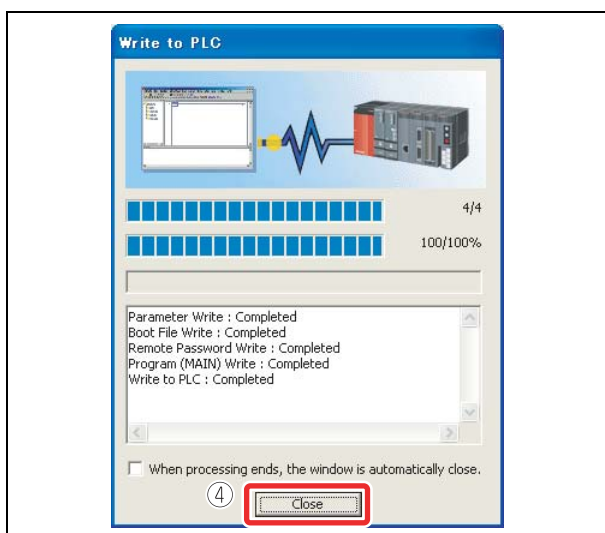 Write to PLC
4/4
100/100%
Parameter Write : Completed
Boot File Write : Completed
Remote Password Write : Completed
Program (MAIN) Write : Completed
Write to PLC : Completed
When processing ends, the window is automatically close.
④
Close